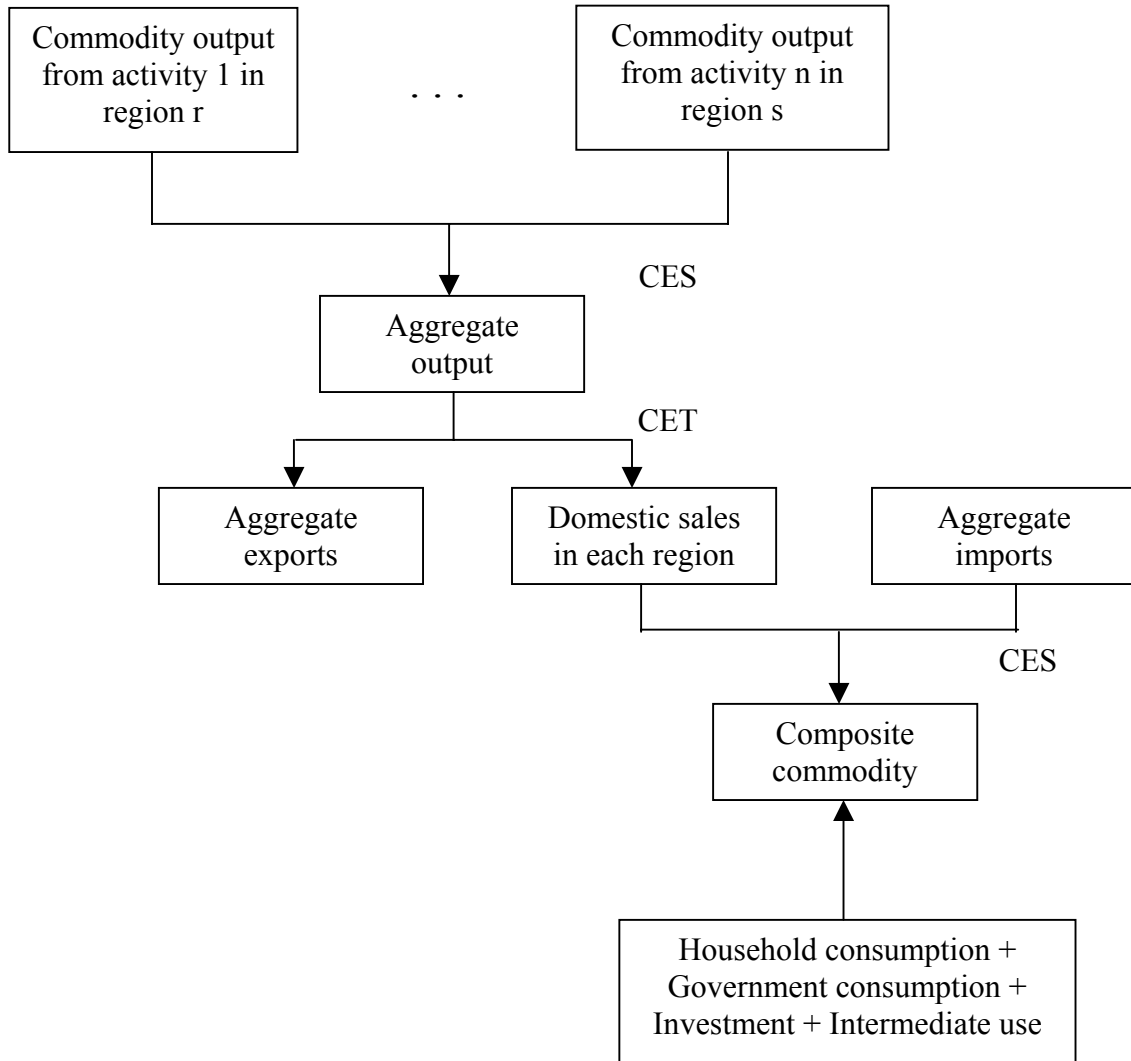 Commodity output
from activity 1 in
region r
. . .
Commodity output
from activity n in
region s
CES
Aggregate
output
CET
Aggregate
exports
Domestic sales
in each region
Aggregate
imports
CES
Composite
commodity
Household consumption +
Government consumption +
Investment + Intermediate use